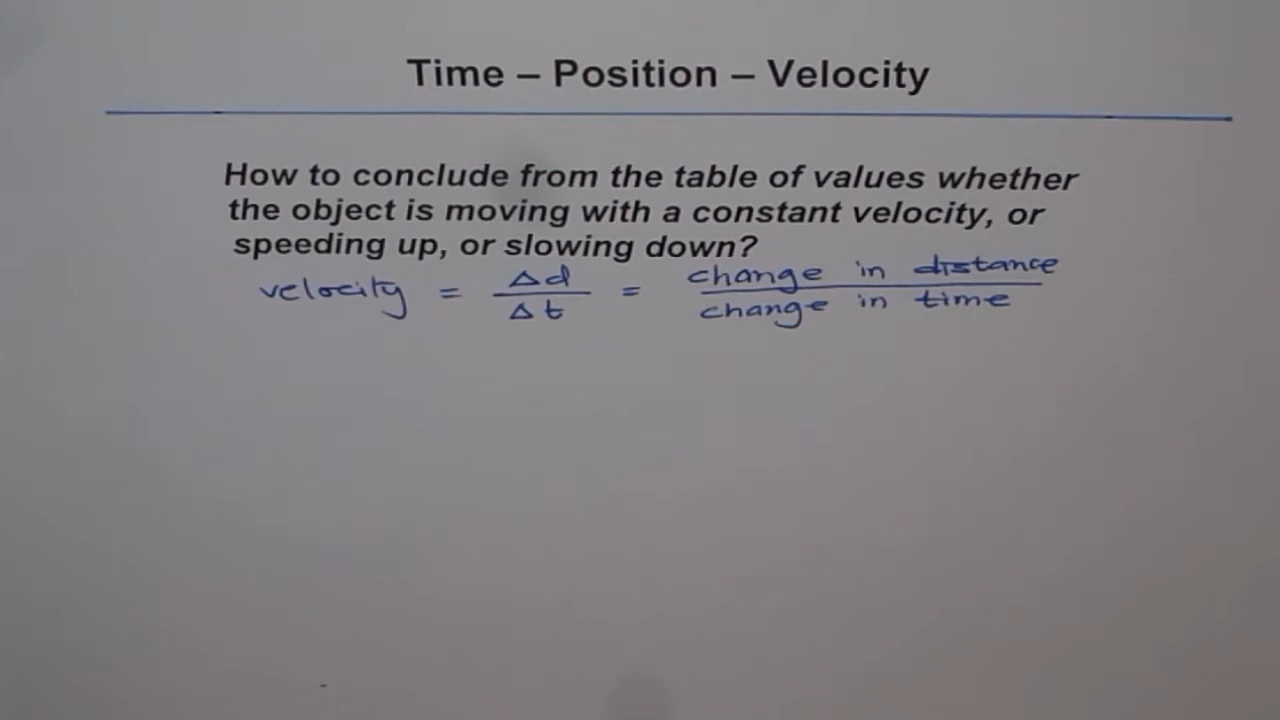 Time – Position – Velocity
How to conclude from the table of values whether
the object is moving with a constant velocity, or
speeding up, or slowing down?
velocity = Δd / Δt = change in distance / change in time